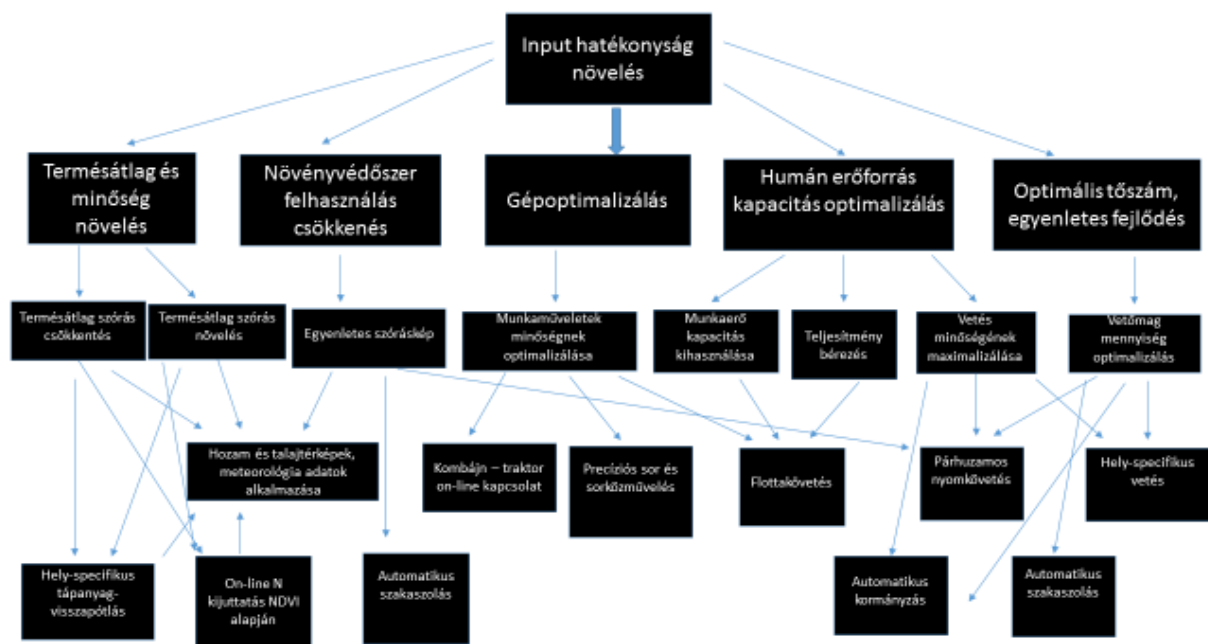 Input hatékonyság
növelés
Termésátlag és
minőség
növelés
Növényvédőszer
felhasználás
csökkenés
Gépoptimalizálás
Humán erőforrás
kapacitás optimalizálás
Optimális tőszám,
egyenletes fejlődés
Termésátlag szórás
csökkentés
Termésátlag szórás
növelés
Egyenletes szóráskép
Munkaműveletek
minőségnek
optimalizálása
Munkaerő
kapacitás
kihasználása
Teljesítmény
bérezés
Vetés
minőségének
maximalizálása
Vetőmag
mennyiség
optimalizálás
Hozam és talajtérképek,
meteorológia adatok
alkalmazása
Kombájn – traktor
on-line kapcsolat
Precíziós sor és
sorközművelés
Flottakövetés
Párhuzamos
nyomkövetés
Hely-specifikus
vetés
Hely-specifikus
tápanyag-
visszapótlás
On-line N
kijuttatás NDVI
alapján
Automatikus
szakaszolás
Automatikus
kormányzás
Automatikus
szakaszolás